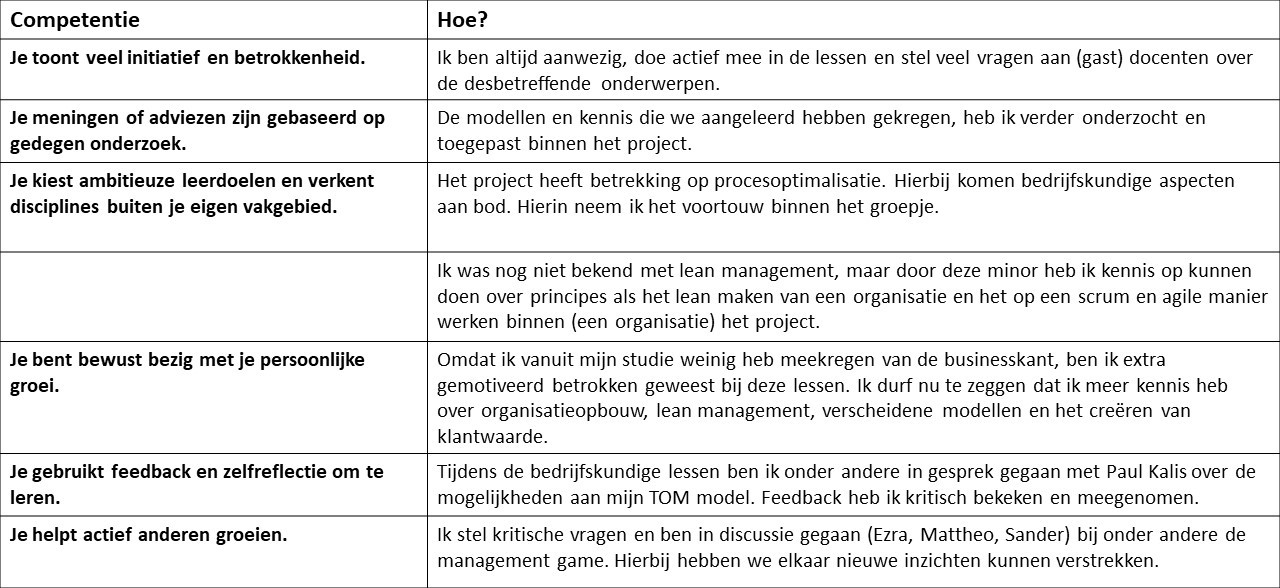 Competentie
Hoe?
Je toont veel initiatief en betrokkenheid.
Ik ben altijd aanwezig, doe actief mee in de lessen en stel veel vragen aan (gast) docenten over
de desbetreffende onderwerpen.
Je meningen of adviezen zijn gebaseerd op
gedegen onderzoek.
De modellen en kennis die we aangeleerd hebben gekregen, heb ik verder onderzocht en
toegepast binnen het project.
Je kiest ambitieuze leerdoelen en verkent
disciplines buiten je eigen vakgebied.
Het project heeft betrekking op procesoptimalisatie. Hierbij komen bedrijfskundige aspecten
aan bod. Hierin neem ik het voortouw binnen het groepje.
Ik was nog niet bekend met lean management, maar door deze minor heb ik kennis op kunnen
doen over principes als het lean maken van een organisatie en het op een scrum en agile manier
werken binnen (een organisatie) het project.
Je bent bewust bezig met je persoonlijke
groei.
Omdat ik vanuit mijn studie weinig heb meekregen van de businesskant, ben ik extra
gemotiveerd betrokken geweest bij deze lessen. Ik durf nu te zeggen dat ik meer kennis heb
over organisatieopbouw, lean management, verscheidene modellen en het creëren van
klantwaarde.
Je gebruikt feedback en zelfreflectie om te
leren.
Tijdens de bedrijfskundige lessen ben ik onder andere in gesprek gegaan met Paul Kalis over de
mogelijkheden aan mijn TOM model. Feedback heb ik kritisch bekeken en meegenomen.
Je helpt actief anderen groeien.
Ik stel kritische vragen en ben in discussie gegaan (Ezra, Mattheo, Sander) bij onder andere de
management game. Hierbij hebben we elkaar nieuwe inzichten kunnen verstrekken.